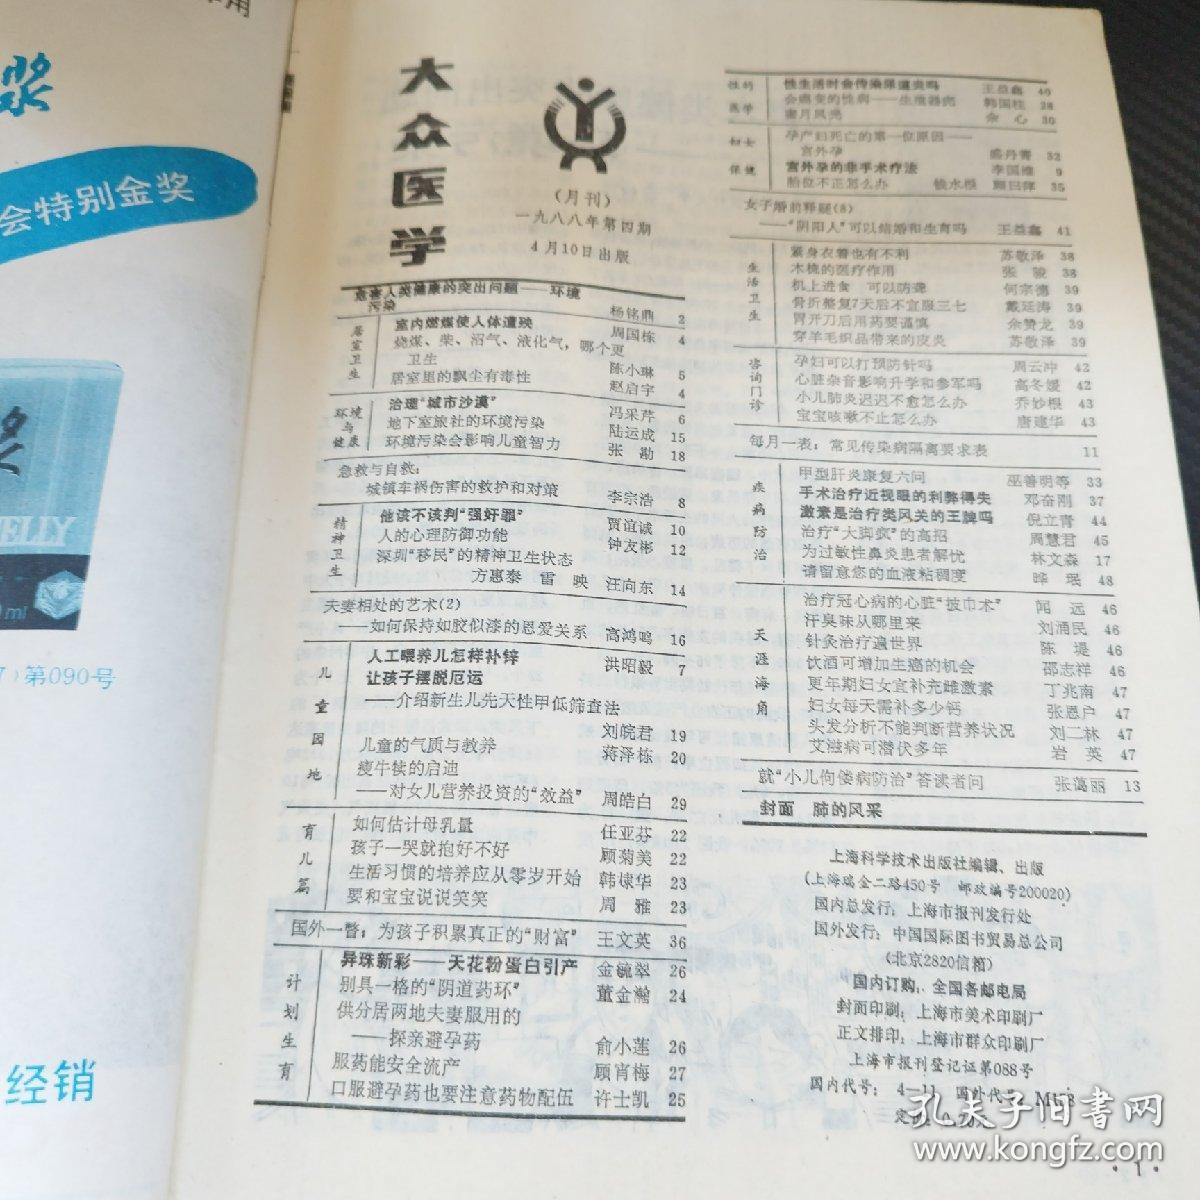 用
浆
会特别金奖
ELLY
ml
第090号
经销
大众医学
(月刊)
一九八八年第四期
4月10日出版
危害人类健康的突出问题——环境
污染 杨铭鼎 2
居室卫生
室内燃煤使人体遭殃 周国栋 4
烧煤、柴、沼气、液化气,哪个更
卫生 陈小琳 5
居室里的飘尘有毒性 赵启宇 4
环境与健康
治理“城市沙漠” 冯采芹 6
地下室旅社的环境污染 陆运成 15
环境污染会影响儿童智力 张勘 18
急救与自救:
城镇车祸伤害的救护和对策 李宗浩 8
精神卫生
他该不该判“强奸罪” 贾谊诚 10
人的心理防御功能 钟友彬 12
深圳“移民”的精神卫生状态
方惠泰 雷映 汪向东 14
夫妻相处的艺术(2)
——如何保持如胶似漆的恩爱关系 高鸿鸣 16
儿童园地
人工喂养儿怎样补锌 洪昭毅 7
让孩子摆脱厄运
——介绍新生儿先天性甲低筛查法
刘皖君 19
儿童的气质与教养 蒋泽栋 20
瘦牛犊的启迪
——对女儿营养投资的“效益” 周皓白 29
育儿篇
如何估计母乳量 任亚芬 22
孩子一哭就抱好不好 顾菊美 22
生活习惯的培养应从零岁开始 韩棣华 23
要和宝宝说说笑笑 周雅 23
国外一瞥:为孩子积累真正的“财富” 王文英 36
计划生育
异珠新彩——天花粉蛋白引产 金毓翠 26
别具一格的“阴道药环” 董金瀚 24
供分居两地夫妻服用的
——探亲避孕药 俞小莲 26
服药能安全流产 顾肖梅 27
口服避孕药也要注意药物配伍 许士凯 25
性的医学
性生活时会传染尿道炎吗 王益鑫 40
会癌变的性病——生殖器疣 韩国柱 28
蜜月风光 余心 30
妇女保健
孕产妇死亡的第一位原因——
宫外孕 盛丹菁 32
宫外孕的非手术疗法 李国维 9
胎位不正怎么办 钱水根 顾曰萍 35
女子婚前释疑(8)
——“阴阳人”可以结婚和生育吗 王益鑫 41
生活卫生
紧身衣着也有不利 苏敬泽 38
木梳的医疗作用 张骏 38
机上进食 可以防聋 何宗德 39
骨折整复7天后不宜服三七 戴廷涛 39
胃开刀后用药要谨慎 余赞龙 39
穿羊毛织品带来的皮炎 苏敬泽 39
咨询门诊
孕妇可以打预防针吗 周云冲 42
心脏杂音影响升学和参军吗 高冬媛 42
小儿肺炎迟迟不愈怎么办 乔妙根 43
宝宝咳嗽不止怎么办 唐建华 43
每月一表:常见传染病隔离要求表 11
疾病防治
甲型肝炎康复六问 巫善明等 33
手术治疗近视眼的利弊得失 邓奋刚 37
激素是治疗类风关的王牌吗 倪立青 44
治疗“大脚疯”的高招 周慧君 45
为过敏性鼻炎患者解忧 林文森 17
请留意您的血液粘稠度 晔珉 48
天涯海角
治疗冠心病的心脏“披巾术” 闻远 46
汗臭味从哪里来 刘涌民 46
针灸治疗遍世界 陈堤 46
饮酒可增加生癌的机会 邵志祥 46
更年期妇女宜补充雌激素 丁兆南 47
妇女每天需补多少钙 张恩户 47
头发分析不能判断营养状况 刘二林 47
艾滋病可潜伏多年 岩英 47
就“小儿佝偻病防治”答读者问 张蔼丽 13
封面 肺的风采
上海科学技术出版社编辑、出版
(上海瑞金二路450号 邮政编号200020)
国内总发行:上海市报刊发行处
国外发行:中国国际图书贸易总公司
(北京2820信箱)
国内订购:全国各邮电局
封面印刷:上海市美术印刷厂
正文排印:上海市群众印刷厂
上海市报刊登记证第088号
国内代号:4—11 国外代号
定价:0.
·1·
孔夫子旧书网
www.kongfz.com